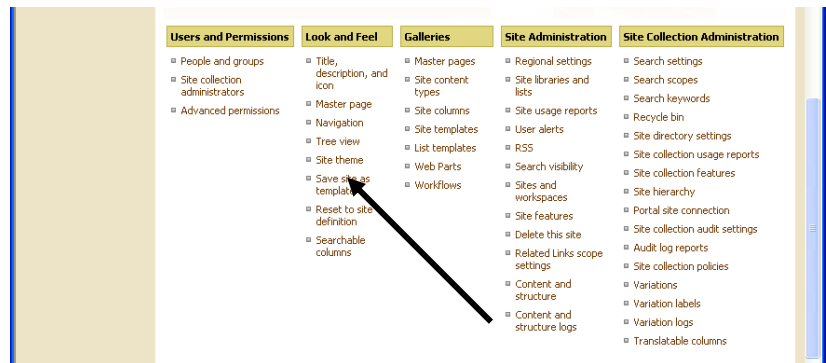 Users and Permissions
People and groups
Site collection
administrators
Advanced permissions
Look and Feel
Title,
description, and
icon
Master page
Navigation
Tree view
Site theme
Save site as
template
Reset to site
definition
Searchable
columns
Galleries
Master pages
Site content
types
Site columns
Site templates
List templates
Web Parts
Workflows
Site Administration
Regional settings
Site libraries and
lists
Site usage reports
User alerts
RSS
Search visibility
Sites and
workspaces
Site features
Delete this site
Related Links scope
settings
Content and
structure
Content and
structure logs
Site Collection Administration
Search settings
Search scopes
Search keywords
Recycle bin
Site directory settings
Site collection usage reports
Site collection features
Site hierarchy
Portal site connection
Site collection audit settings
Audit log reports
Site collection policies
Variations
Variation labels
Variation logs
Translatable columns